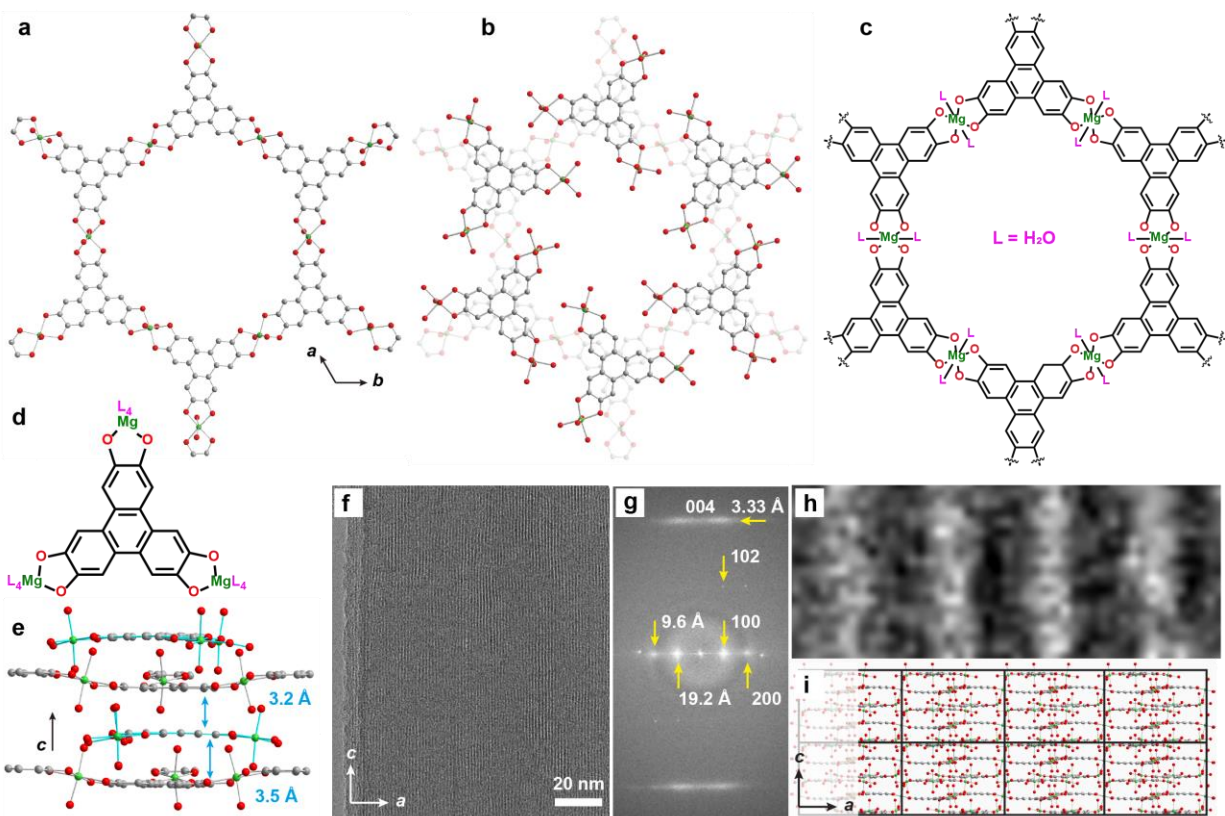 a
b
c
a
b
L
L
O O O O
Mg Mg
O O O O
L L
O O O O
L Mg L L Mg L
O O O O
L = H₂O
L L
O O O O
Mg Mg
O O O O
L L
d
L₄
Mg
O O
O O
L₄Mg MgL₄
O O
e
3.2 Å
c
3.5 Å
f
c
a
20 nm
g
004 3.33 Å
102
9.6 Å 100
19.2 Å 200
h
i
c
a